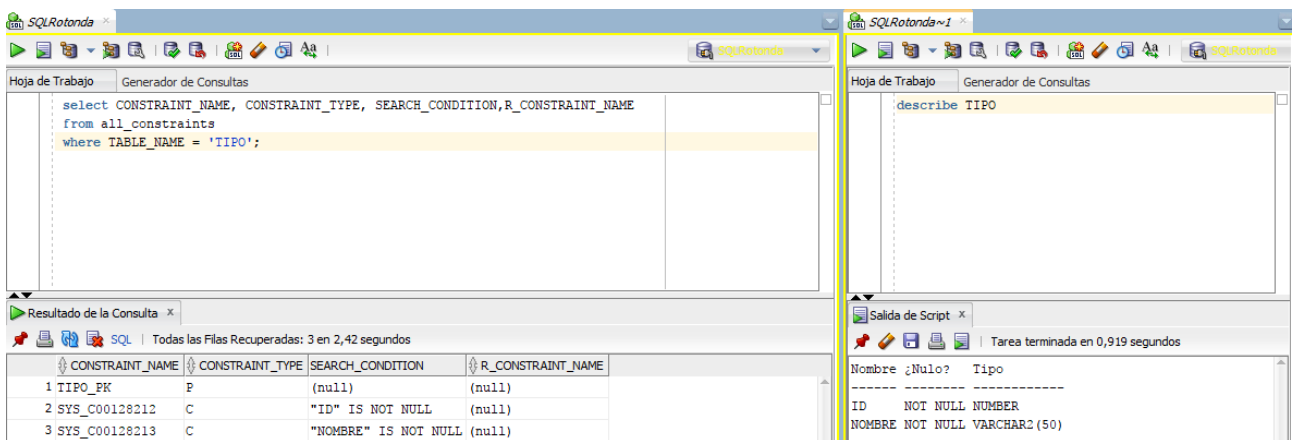 SQLRotonda
SQLRotonda
Hoja de Trabajo Generador de Consultas
select CONSTRAINT_NAME, CONSTRAINT_TYPE, SEARCH_CONDITION,R_CONSTRAINT_NAME
from all_constraints
where TABLE_NAME = 'TIPO';
Resultado de la Consulta x
SQL | Todas las Filas Recuperadas: 3 en 2,42 segundos
CONSTRAINT_NAME CONSTRAINT_TYPE SEARCH_CONDITION R_CONSTRAINT_NAME
1 TIPO_PK P (null) (null)
2 SYS_C00128212 C "ID" IS NOT NULL (null)
3 SYS_C00128213 C "NOMBRE" IS NOT NULL (null)
SQLRotonda~1
SQLRotonda
Hoja de Trabajo Generador de Consultas
describe TIPO
Salida de Script x
Tarea terminada en 0,919 segundos
Nombre ¿Nulo? Tipo
------ -------- ------------
ID NOT NULL NUMBER
NOMBRE NOT NULL VARCHAR2(50)